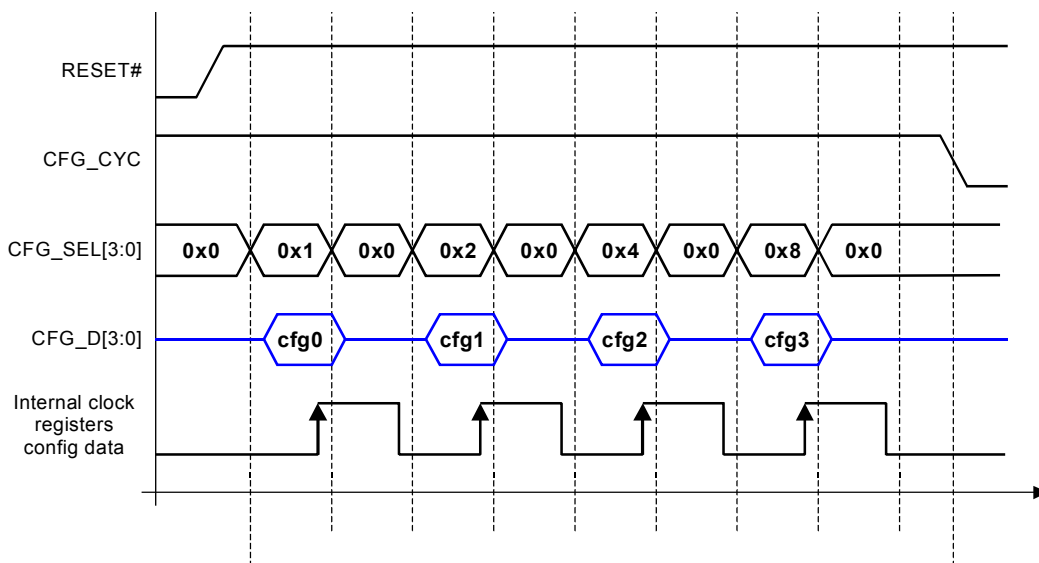 RESET#
CFG_CYC
CFG_SEL[3:0]
0x0 0x1 0x0 0x2 0x0 0x4 0x0 0x8 0x0
CFG_D[3:0]
cfg0 cfg1 cfg2 cfg3
Internal clock
registers
config data